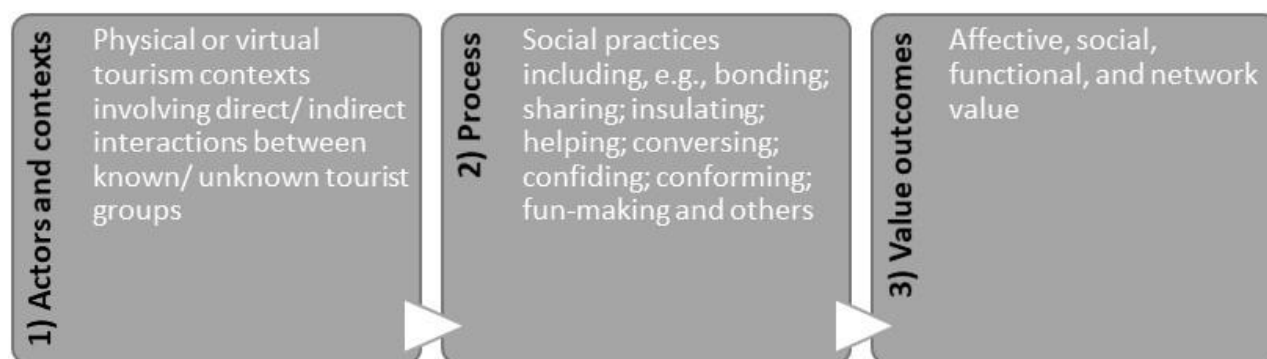 1) Actors and contexts
Physical or virtual
tourism contexts
involving direct/ indirect
interactions between
known/ unknown tourist
groups
2) Process
Social practices
including, e.g., bonding;
sharing; insulating;
helping; conversing;
confiding; conforming;
fun-making and others
3) Value outcomes
Affective, social,
functional, and network
value